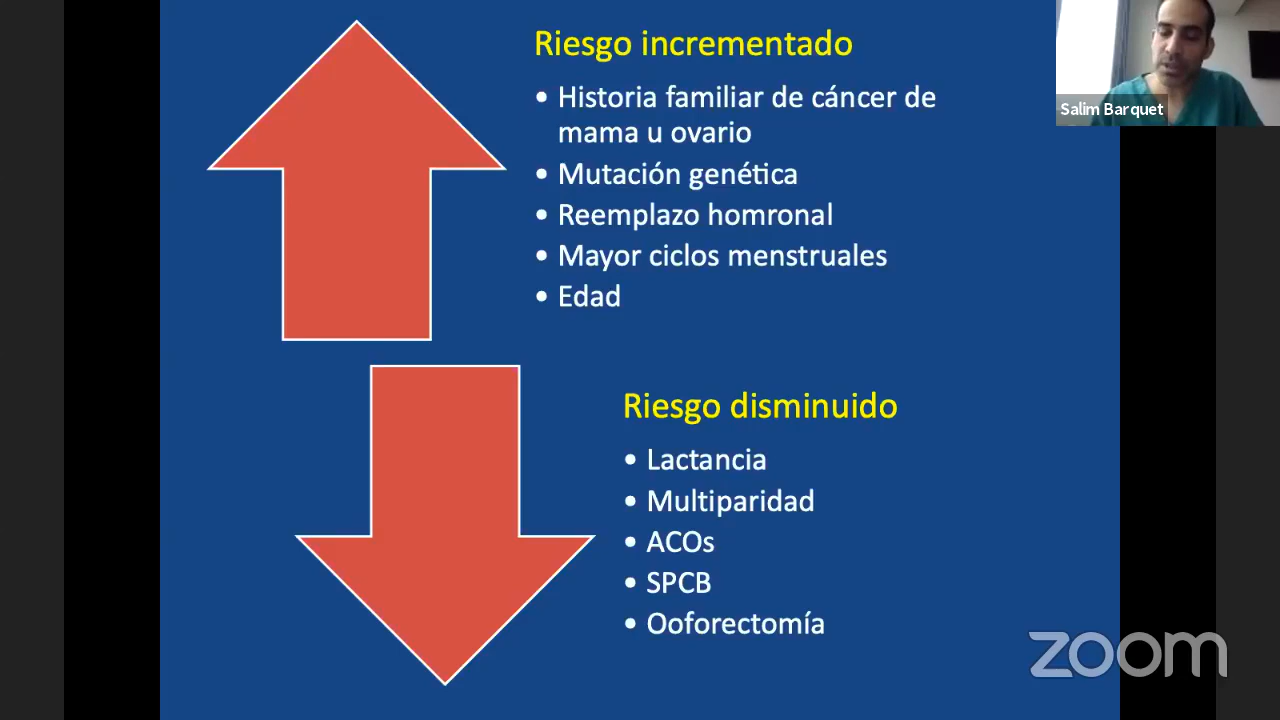 Riesgo incrementado
• Historia familiar de cáncer de
mama u ovario
• Mutación genética
• Reemplazo homronal
• Mayor ciclos menstruales
• Edad
Riesgo disminuido
• Lactancia
• Multiparidad
• ACOs
• SPCB
• Ooforectomía
Salim Barquet
zoom